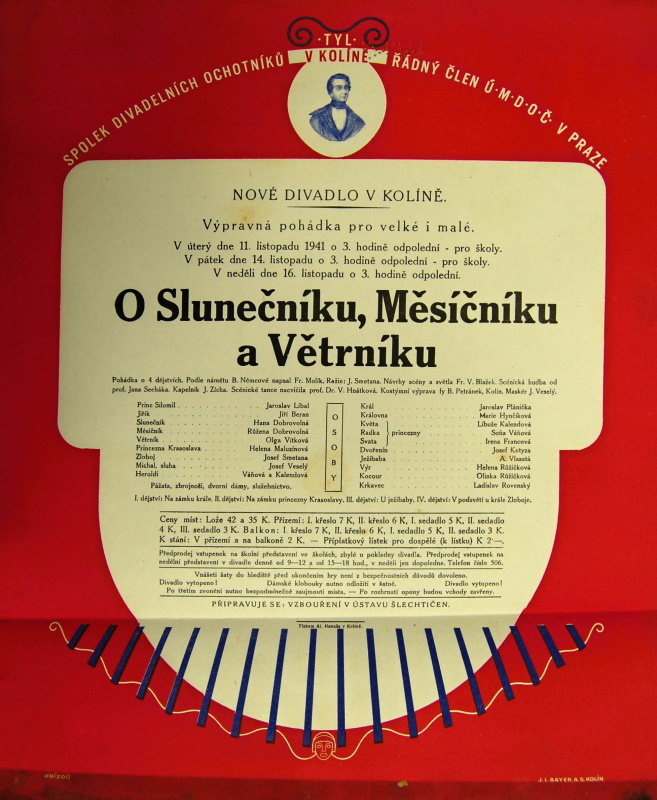 ·TYL·
V KOLÍNĚ
SPOLEK DIVADELNÍCH OCHOTNÍKŮ ŘÁDNÝ ČLEN Ú·M·D·O·Č· V PRAZE
NOVÉ DIVADLO V KOLÍNĚ.
Výpravná pohádka pro velké i malé.
V úterý dne 11. listopadu 1941 o 3. hodině odpolední - pro školy.
V pátek dne 14. listopadu o 3. hodině odpolední - pro školy.
V neděli dne 16. listopadu o 3. hodině odpolední.
O Slunečníku, Měsíčníku
a Větrníku
Pohádka o 4 dějstvích. Podle námětu B. Němcové napsal Fr. Molík. Režie: J. Smetana. Návrhy scény a světla Fr. V. Blažek. Scénická hudba od
prof. Jana Secháka. Kapelník J. Zícha. Scénické tance nacvičila prof. Dr. V. Hnátková. Kostymní výprava fy B. Petránek, Kolín. Maskér J. Veselý.
Princ Silomil . . . Jaroslav Líbal
Jiřík . . . Jiří Beran
Slunečník . . . Hana Dobrovolná
Měsíčník . . . Růžena Dobrovolná
Větrník . . . Olga Vítková
Princezna Krasoslava . . . Helena Maluzinová
Zloboj . . . Josef Smetana
Michal, sluha . . . Josef Veselý
Heroldi . . . Váňová a Kalendová
Pážata, zbrojnoši, dvorní dámy, služebnictvo.
OSOBY
Král . . . Jaroslav Plánička
Královna . . . Marie Hynčíková
Květa . . . Libuše Kalendová
Radka } princezny . . . Soňa Váňová
Svata . . . Irena Francová
Dvořenín . . . Josef Kotyza
Ježibaba . . . A. Vlasatá
Výr . . . Helena Růžičková
Kocour . . . Olinka Růžičková
Krkavec . . . Ladislav Rovenský
I. dějství: Na zámku krále. II. dějství: Na zámku princezny Krasoslavy. III. dějství: U ježibaby. IV. dějství: V podsvětí u krále Zloboje.
Ceny míst: Lože 42 a 35 K. Přízemí: I. křeslo 7 K, II. křeslo 6 K, I. sedadlo 5 K, II. sedadlo
4 K, III. sedadlo 3 K. Balkon: I. křeslo 7 K, II. křeslo 6 K, I. sedadlo 5 K, II. sedadlo 3 K.
K stání: V přízemí a na balkoně 2 K. — Příplatkový lístek pro dospělé (k lístku) K 2·—.
Předprodej vstupenek na školní představení ve školách, zbylé u pokladny divadla. Předprodej vstupenek na
nedělní představení v divadle denně od 9—12 a od 15—18 hod., v neděli jen dopoledne. Telefon číslo 506.
Vnášeti šaty do hlediště před ukončením hry není z bezpečnostních důvodů dovoleno.
Divadlo vytopeno! Dámské klobouky nutno odložiti v šatně. Divadlo vytopeno!
Po třetím zvonění nutno bezpodmínečně zaujmouti místa. — Po rozhrnutí opony budou vchody zavřeny.
PŘIPRAVUJE SE: VZBOUŘENÍ V ÚSTAVU ŠLECHTIČEN.
Tiskem Al. Hanuše v Kolíně.
HNÍZDO
J. L. BAYER, A. S. KOLÍN